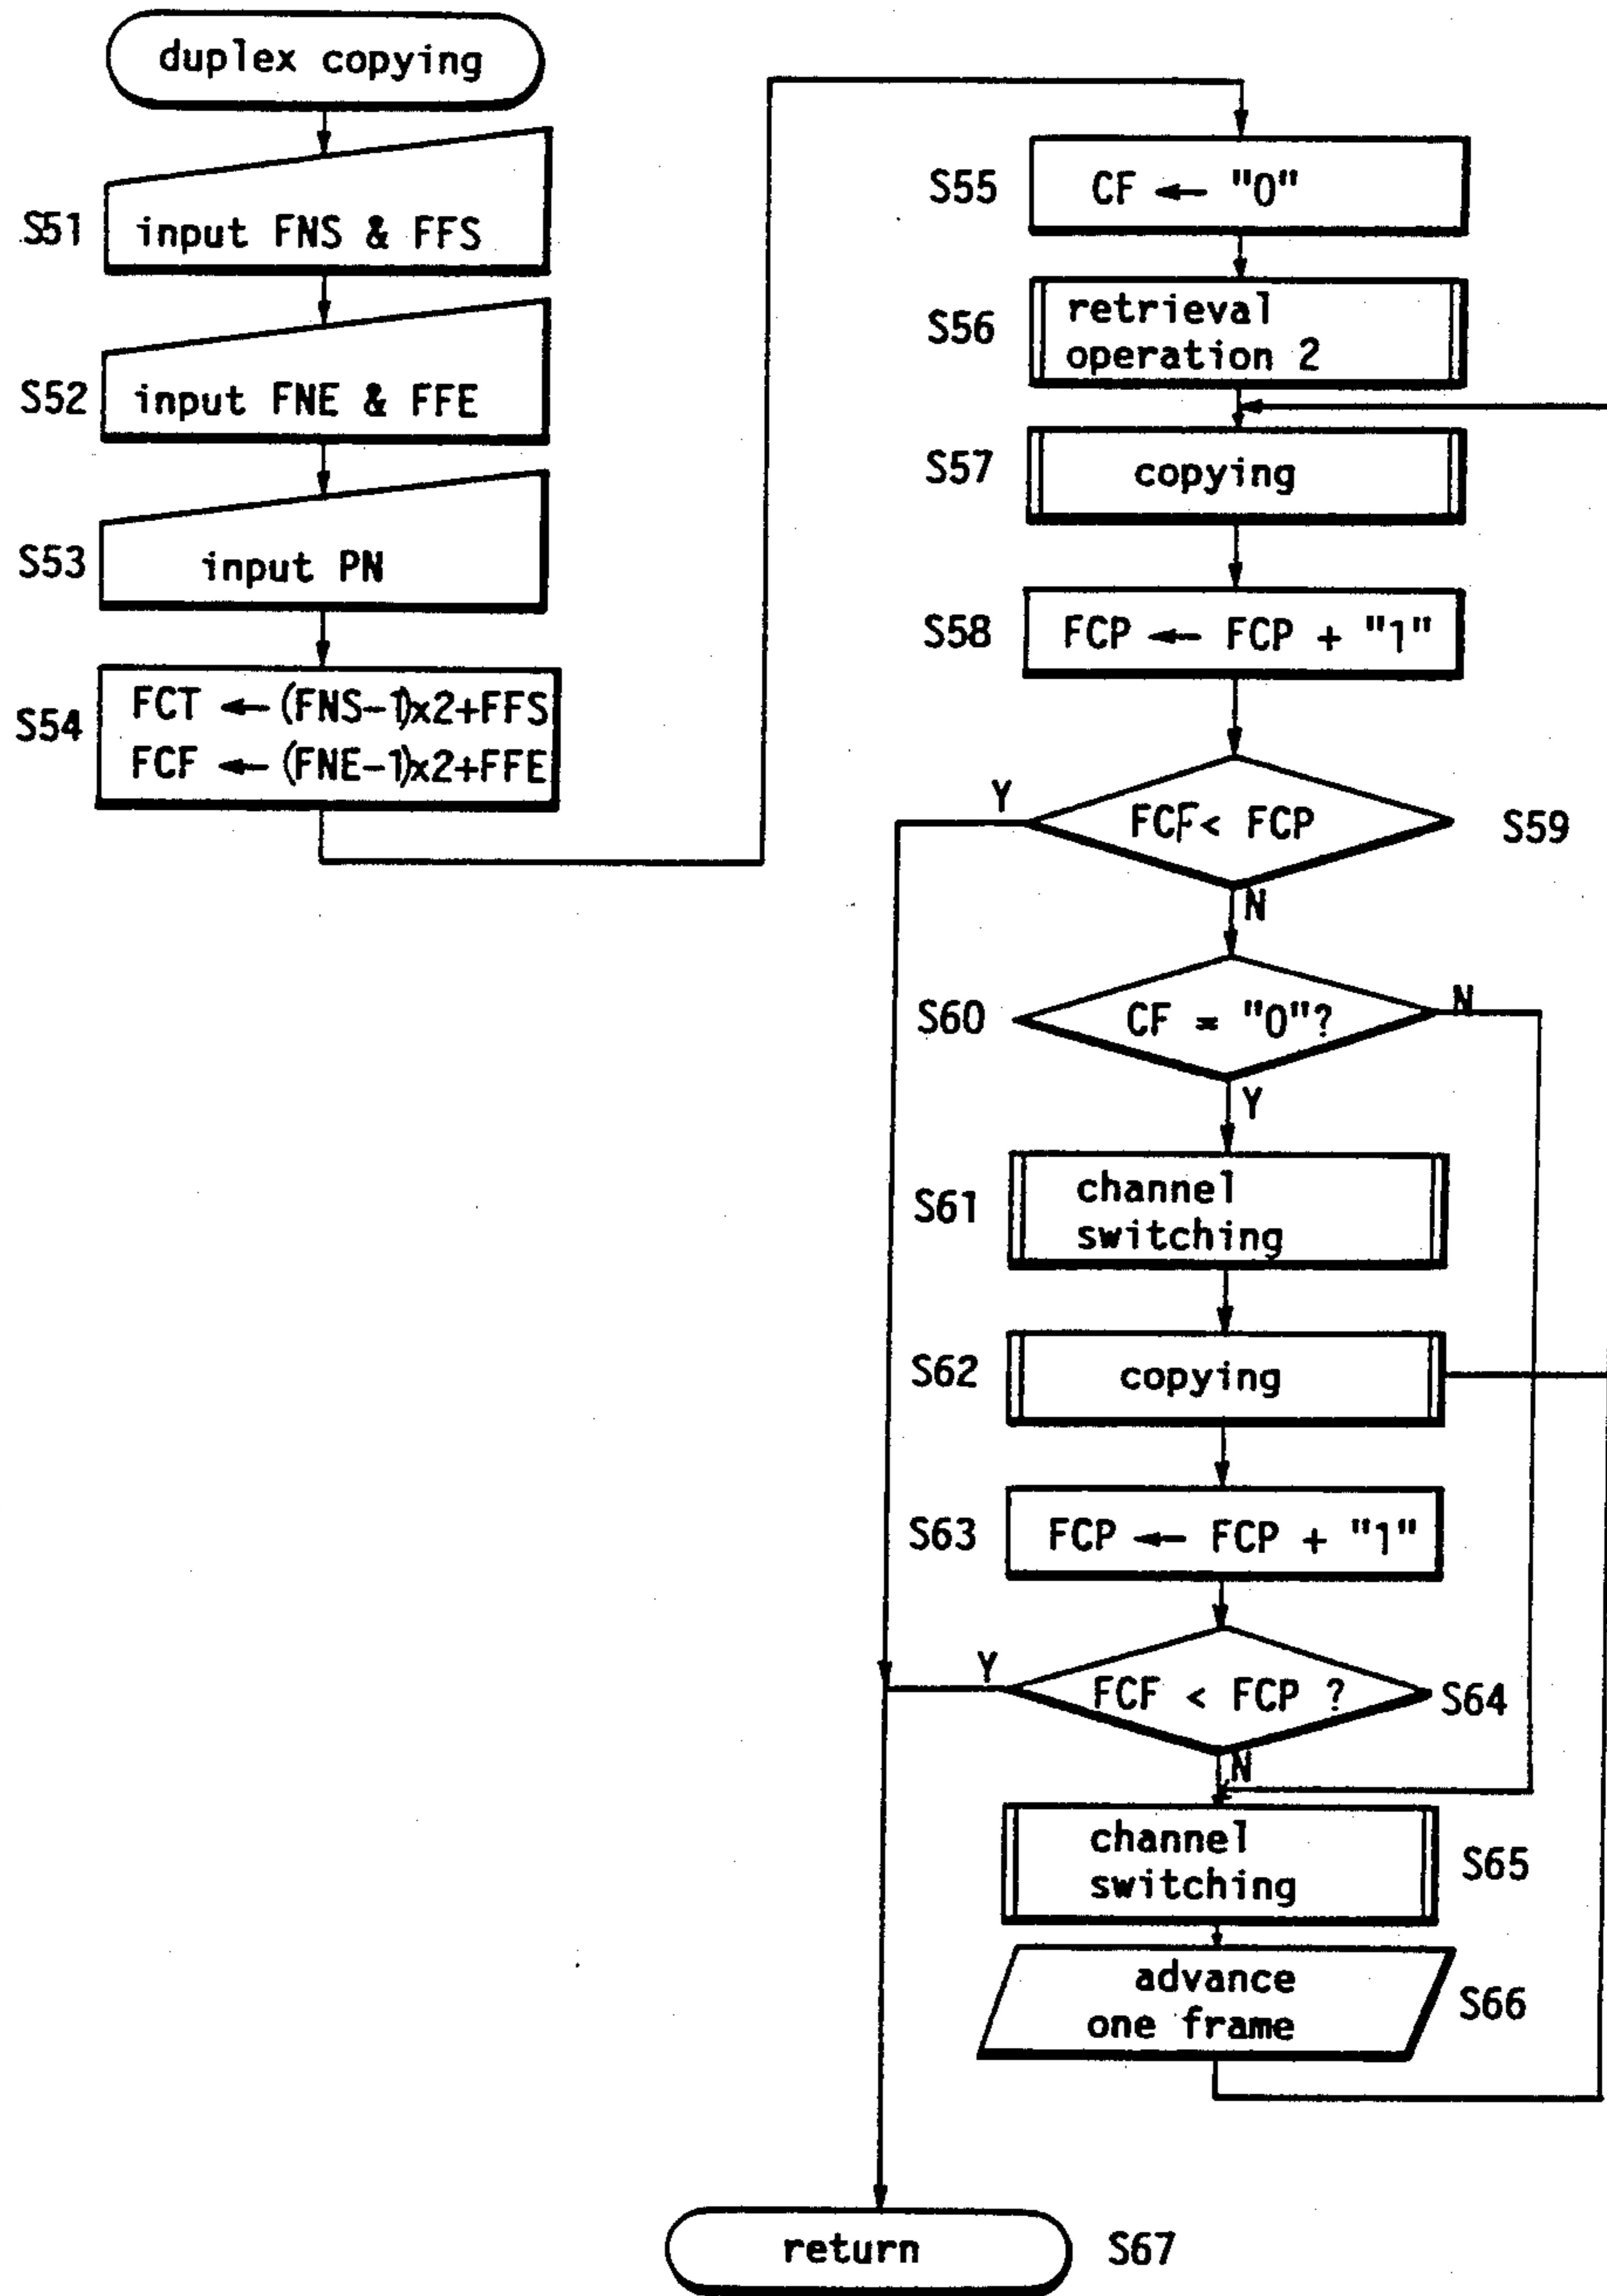 duplex copying
S51
input FNS & FFS
S52
input FNE & FFE
S53
input PN
S54
FCT ← (FNS-1)x2+FFS
FCF ← (FNE-1)x2+FFE
S55
CF ← "0"
S56
retrieval
operation 2
S57
copying
S58
FCP ← FCP + "1"
Y
FCF< FCP
S59
N
S60
CF = "0"?
N
Y
S61
channel
switching
S62
copying
S63
FCP ← FCP + "1"
Y
FCF < FCP ?
S64
N
channel
switching
S65
advance
one frame
S66
return
S67